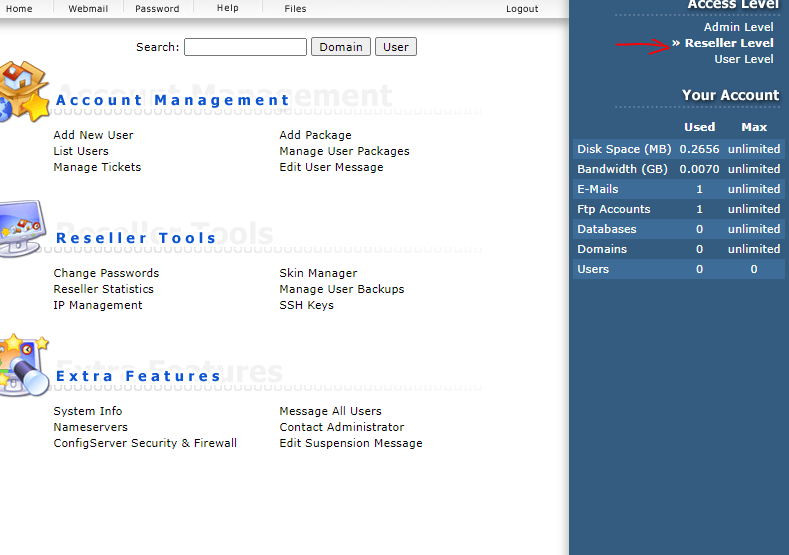 Home Webmail Password Help Files Logout
Search: Domain User
Account Management
Add New User Add Package
List Users Manage User Packages
Manage Tickets Edit User Message
Reseller Tools
Change Passwords Skin Manager
Reseller Statistics Manage User Backups
IP Management SSH Keys
Extra Features
System Info Message All Users
Nameservers Contact Administrator
ConfigServer Security & Firewall Edit Suspension Message
Access Level
Admin Level
» Reseller Level
User Level
Your Account
Used Max
Disk Space (MB) 0.2656 unlimited
Bandwidth (GB) 0.0070 unlimited
E-Mails 1 unlimited
Ftp Accounts 1 unlimited
Databases 0 unlimited
Domains 0 unlimited
Users 0 0